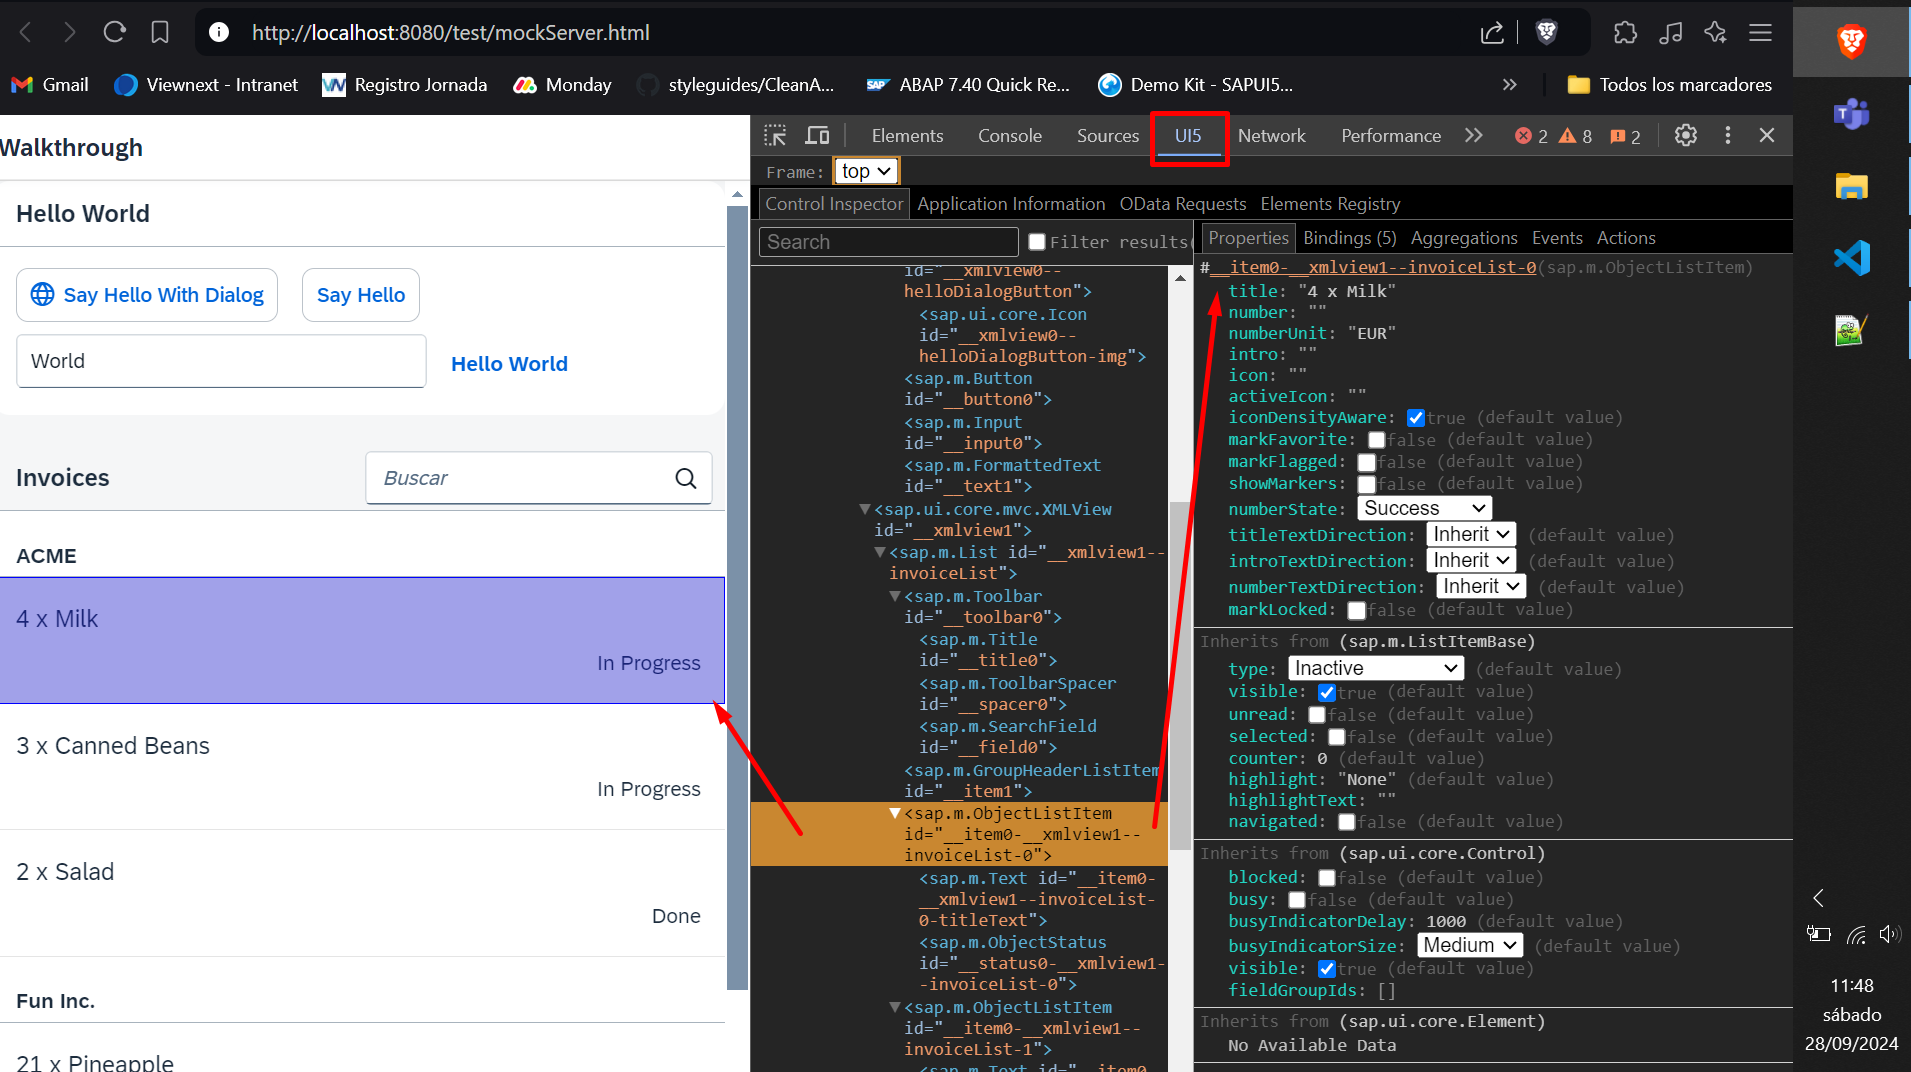 http://localhost:8080/test/mockServer.html
Gmail
Viewnext - Intranet
Registro Jornada
Monday
styleguides/CleanA...
SAP
ABAP 7.40 Quick Re...
Demo Kit - SAPUI5...
»
Todos los marcadores
Walkthrough
Hello World
Say Hello With Dialog
Say Hello
World
Hello World
Invoices
Buscar
ACME
4 x Milk
In Progress
3 x Canned Beans
In Progress
2 x Salad
Done
Fun Inc.
21 x Pineapple
Elements
Console
Sources
UI5
Network
Performance
»
2
8
2
Frame: top
Control Inspector
Application Information
OData Requests
Elements Registry
Search
Filter results(
id="__xmlview0--
helloDialogButton">
<sap.ui.core.Icon
id="__xmlview0--
helloDialogButton-img">
<sap.m.Button
id="__button0">
<sap.m.Input
id="__input0">
<sap.m.FormattedText
id="__text1">
<sap.ui.core.mvc.XMLView
id="__xmlview1">
<sap.m.List id="__xmlview1--
invoiceList">
<sap.m.Toolbar
id="__toolbar0">
<sap.m.Title
id="__title0">
<sap.m.ToolbarSpacer
id="__spacer0">
<sap.m.SearchField
id="__field0">
<sap.m.GroupHeaderListItem
id="__item1">
<sap.m.ObjectListItem
id="__item0-__xmlview1--
invoiceList-0">
<sap.m.Text id="__item0-
__xmlview1--invoiceList-
0-titleText">
<sap.m.ObjectStatus
id="__status0-__xmlview1-
-invoiceList-0">
<sap.m.ObjectListItem
id="__item0-__xmlview1--
invoiceList-1">
<sap.m.Text id="__item0-
Properties
Bindings (5)
Aggregations
Events
Actions
#__item0-__xmlview1--invoiceList-0(sap.m.ObjectListItem)
title: "4 x Milk"
number: ""
numberUnit: "EUR"
intro: ""
icon: ""
activeIcon: ""
iconDensityAware: true (default value)
markFavorite: false (default value)
markFlagged: false (default value)
showMarkers: false (default value)
numberState: Success
titleTextDirection: Inherit (default value)
introTextDirection: Inherit (default value)
numberTextDirection: Inherit (default value)
markLocked: false (default value)
Inherits from (sap.m.ListItemBase)
type: Inactive (default value)
visible: true (default value)
unread: false (default value)
selected: false (default value)
counter: 0 (default value)
highlight: "None" (default value)
highlightText: ""
navigated: false (default value)
Inherits from (sap.ui.core.Control)
blocked: false (default value)
busy: false (default value)
busyIndicatorDelay: 1000 (default value)
busyIndicatorSize: Medium (default value)
visible: true (default value)
fieldGroupIds: []
Inherits from (sap.ui.core.Element)
No Available Data
11:48
sábado
28/09/2024